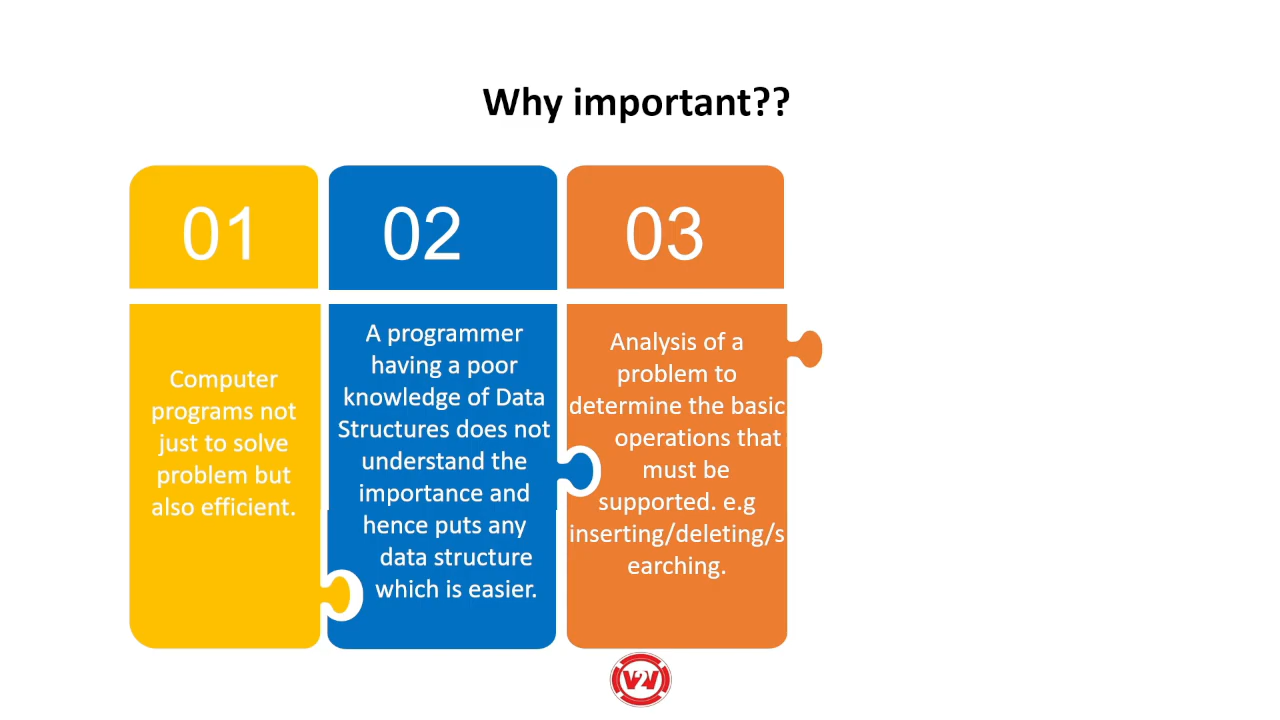 Why important??
01
Computer
programs not
just to solve
problem but
also efficient.
02
A programmer
having a poor
knowledge of Data
Structures does not
understand the
importance and
hence puts any
data structure
which is easier.
03
Analysis of a
problem to
determine the basic
operations that
must be
supported. e.g
inserting/deleting/s
earching.
V2V